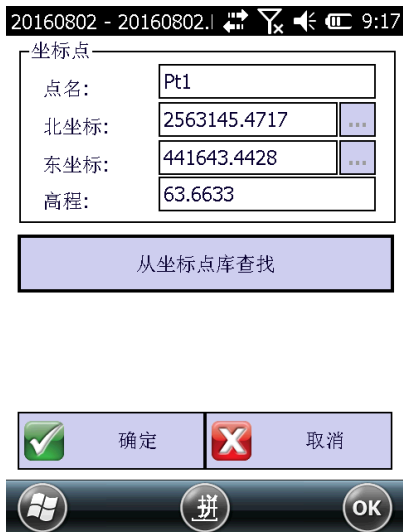 20160802 - 20160802. 9:17
坐标点
点名: Pt1
北坐标: 2563145.4717 ...
东坐标: 441643.4428 ...
高程: 63.6633
从坐标点库查找
确定 取消
拼 OK